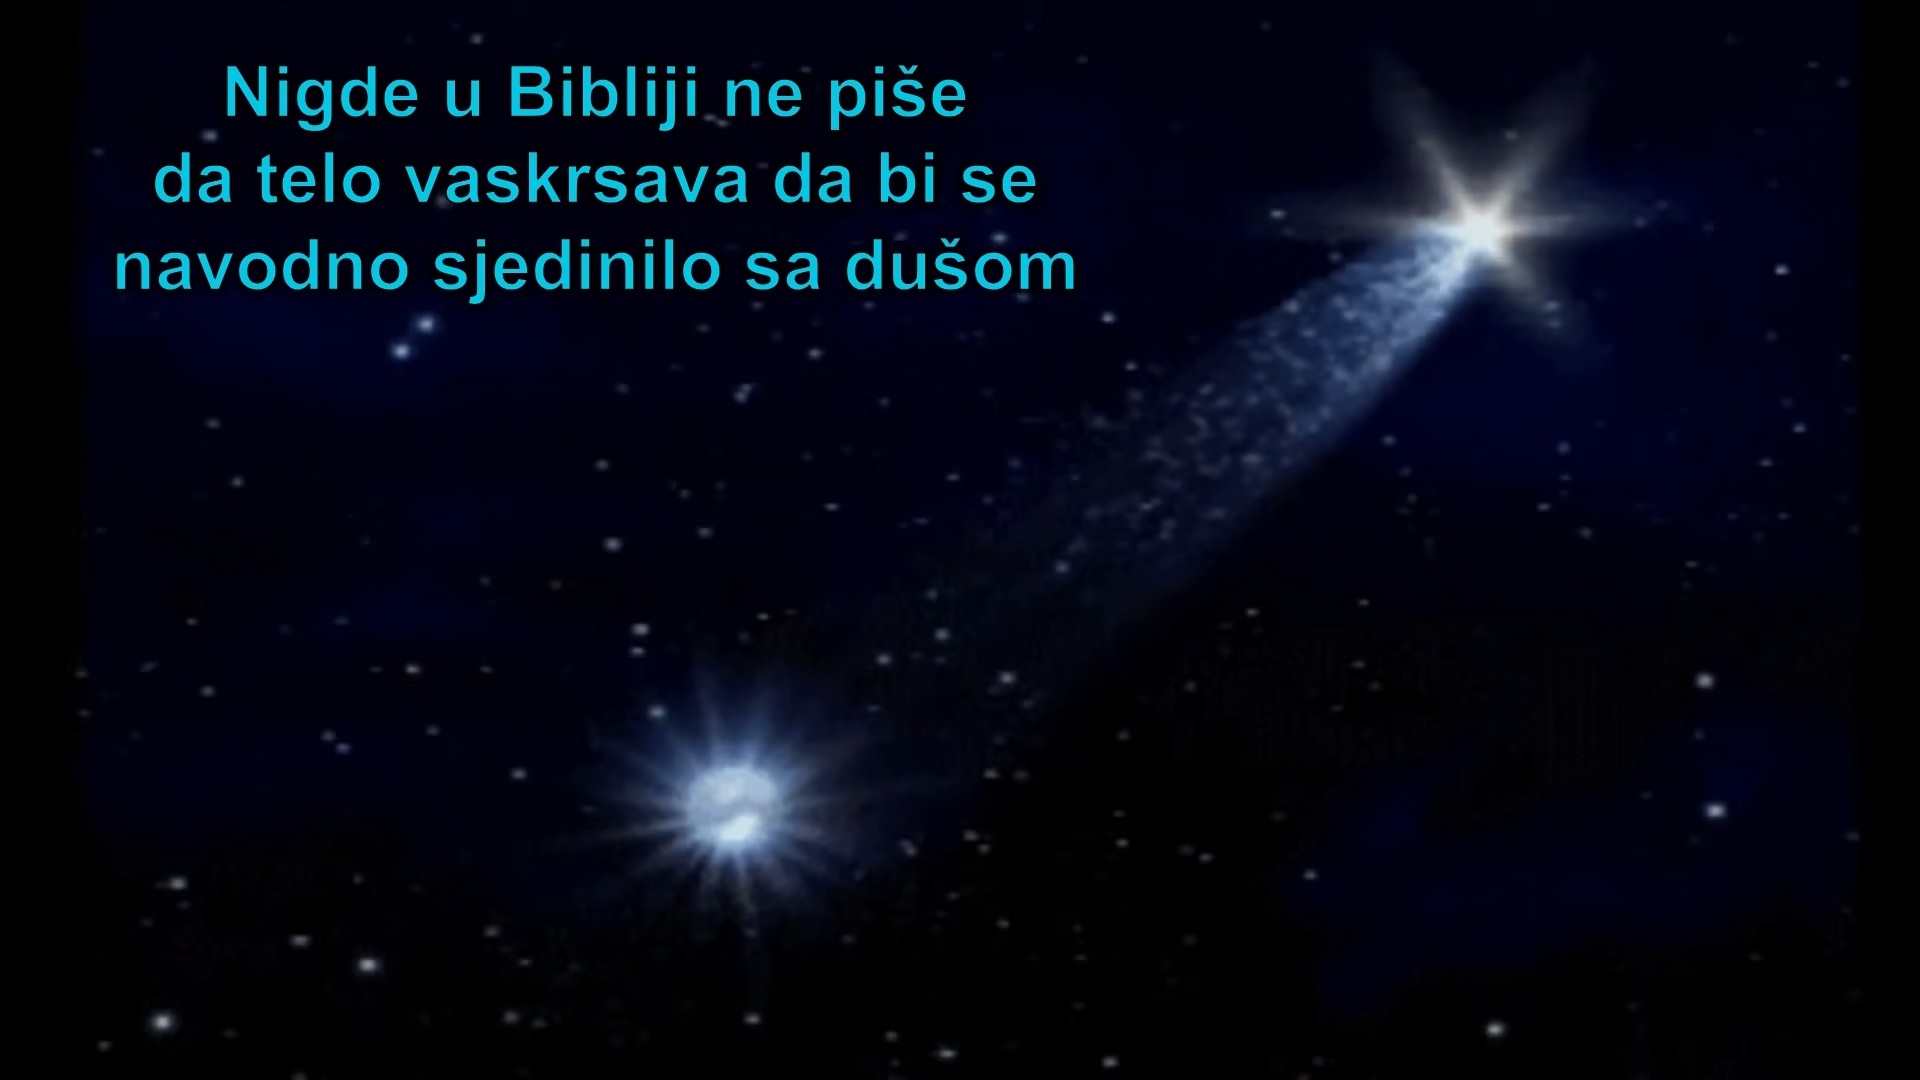 Nigde u Bibliji ne piše
da telo vaskrsava da bi se
navodno sjedinilo sa dušom